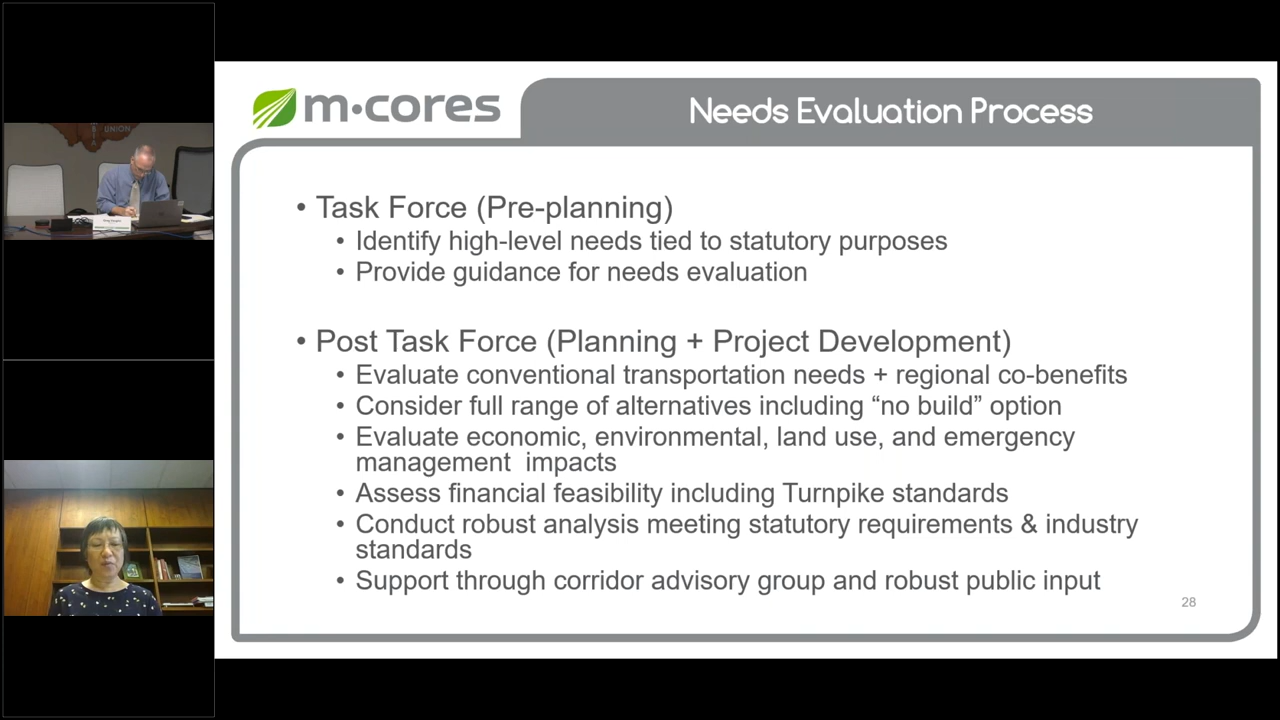 UNION
m·cores
Needs Evaluation Process
• Task Force (Pre-planning)
• Identify high-level needs tied to statutory purposes
• Provide guidance for needs evaluation
• Post Task Force (Planning + Project Development)
• Evaluate conventional transportation needs + regional co-benefits
• Consider full range of alternatives including “no build” option
• Evaluate economic, environmental, land use, and emergency
management  impacts
• Assess financial feasibility including Turnpike standards
• Conduct robust analysis meeting statutory requirements & industry
standards
• Support through corridor advisory group and robust public input
28